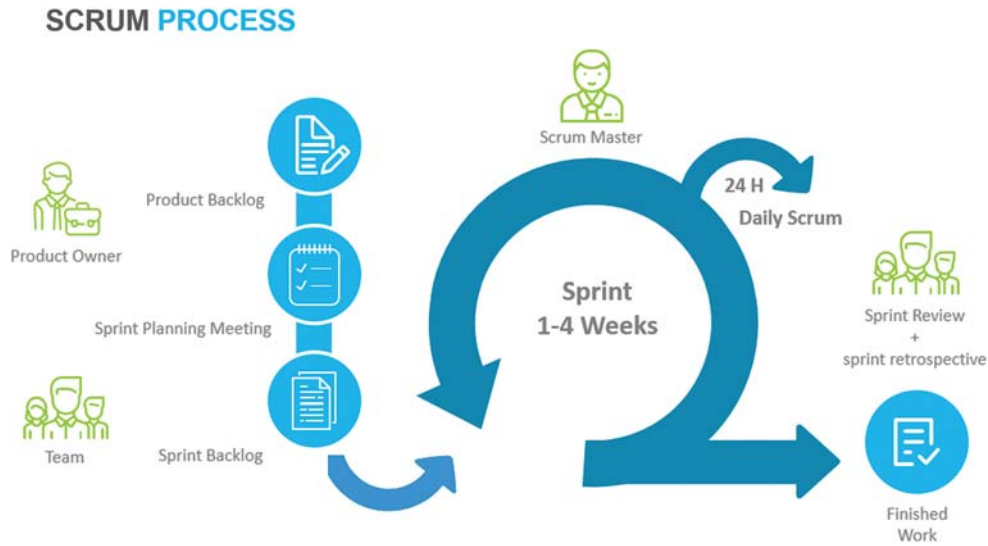 SCRUM PROCESS
Scrum Master
Product Backlog
Product Owner
24 H
Daily Scrum
Sprint
1-4 Weeks
Sprint Planning Meeting
Sprint Review
+
sprint retrospective
Team
Sprint Backlog
Finished
Work